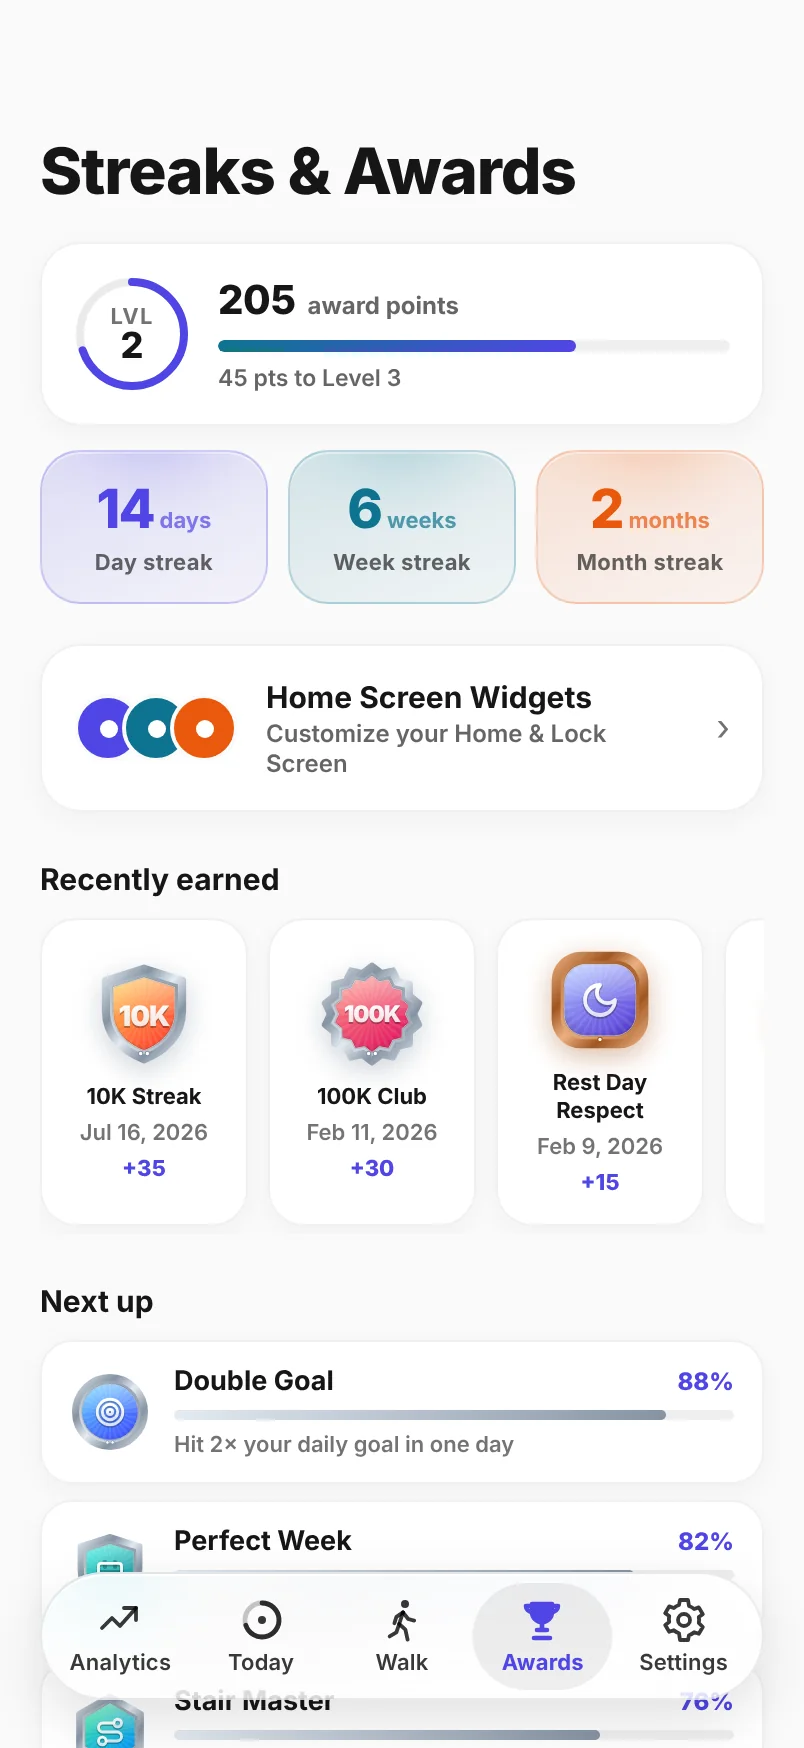 Streaks & Awards
LVL
2
205 award points
45 pts to Level 3
14 days
Day streak
6 weeks
Week streak
2 months
Month streak
Home Screen Widgets
Customize your Home & Lock
Screen
Recently earned
10K
10K Streak
Jul 16, 2026
+35
100K
100K Club
Feb 11, 2026
+30
Rest Day
Respect
Feb 9, 2026
+15
Next up
Double Goal
88%
Hit 2× your daily goal in one day
Perfect Week
82%
Analytics
Today
Walk
Awards
Settings
Stair Master
76%